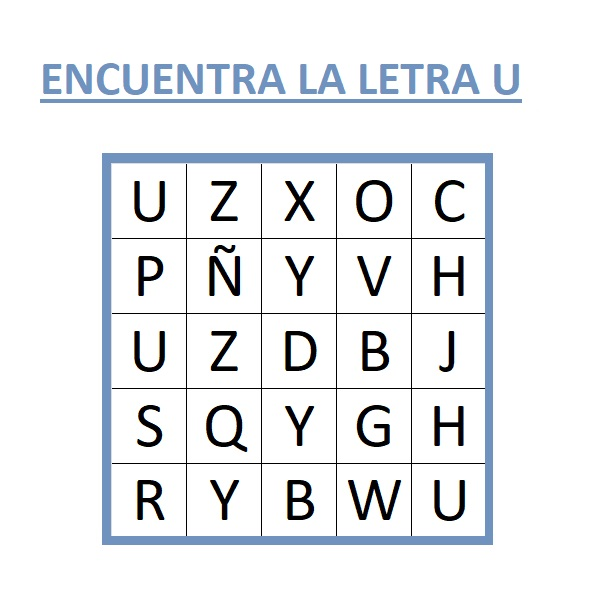 ENCUENTRA LA LETRA U
U Z X O C
P Ñ Y V H
U Z D B J
S Q Y G H
R Y B W U